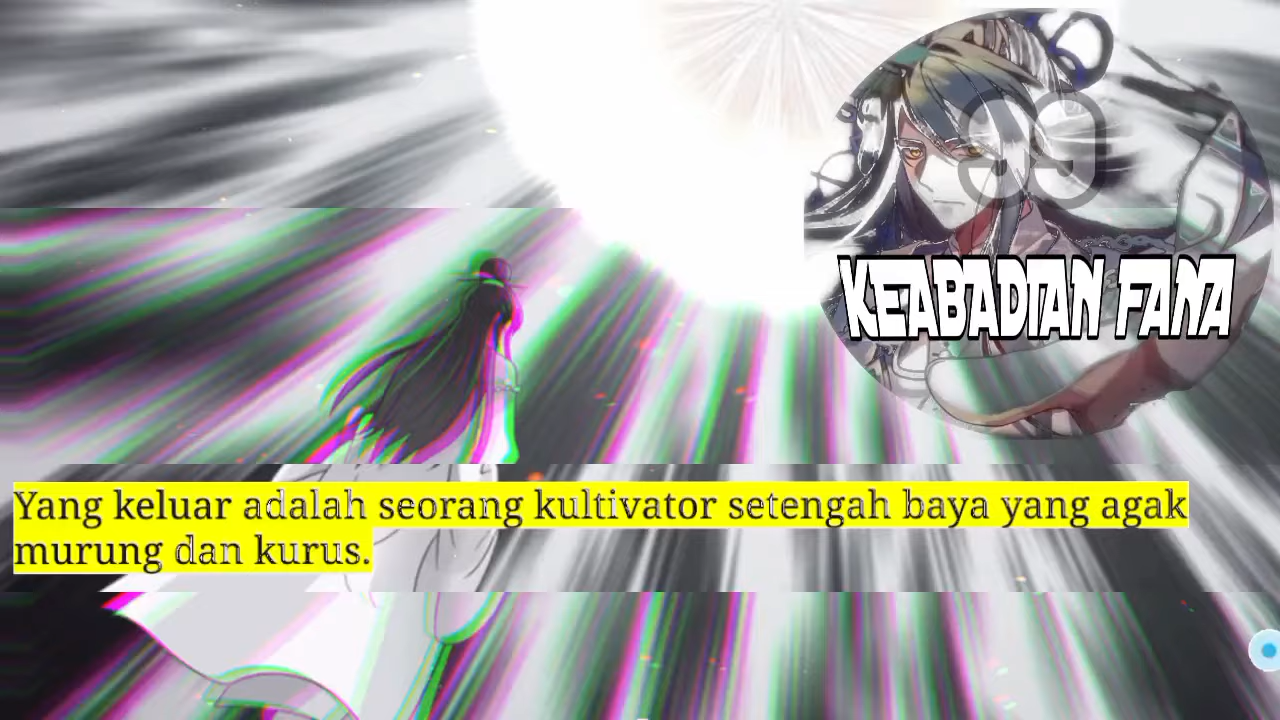 KEABADIAN FANA
Yang keluar adalah seorang kultivator setengah baya yang agak
murung dan kurus.